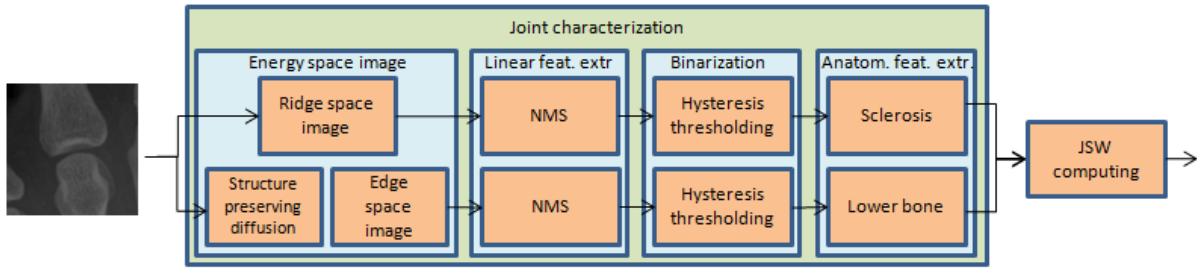 Joint characterization
Energy space image
Linear feat. extr
Binarization
Anatom. feat. extr.
Ridge space
image
NMS
Hysteresis
thresholding
Sclerosis
JSW
computing
Structure
preserving
diffusion
Edge
space
image
NMS
Hysteresis
thresholding
Lower bone